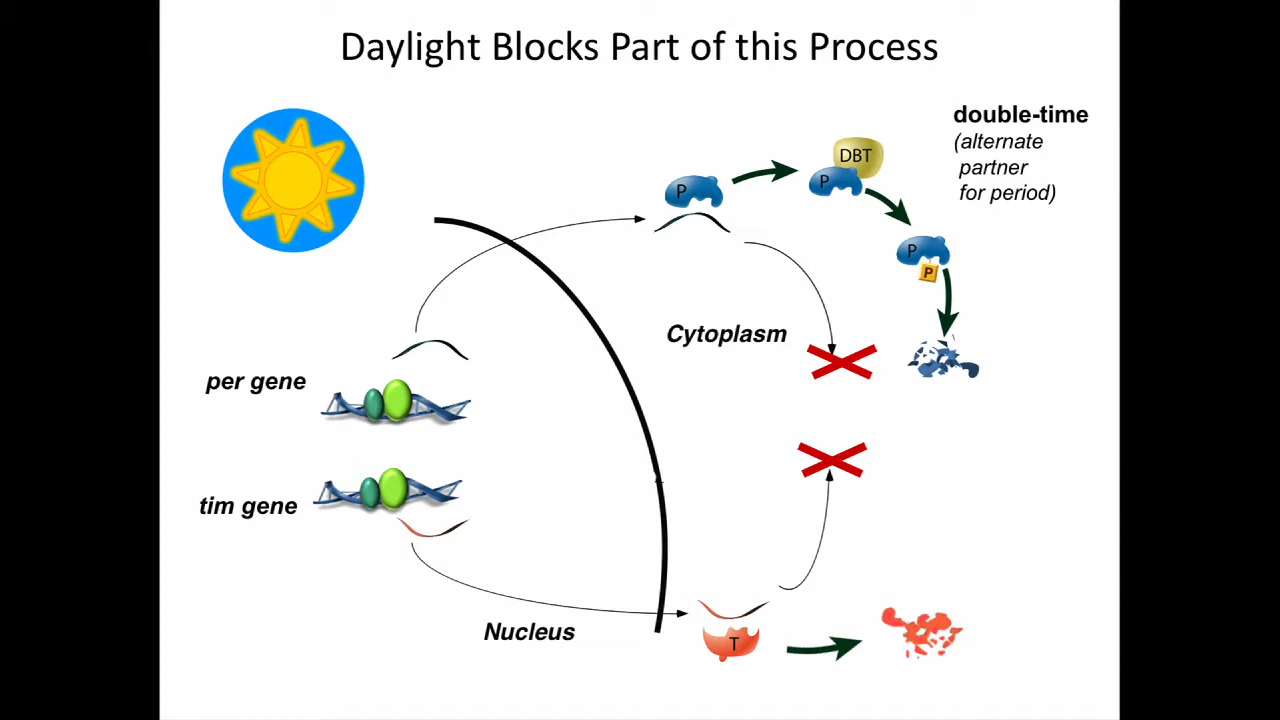 Daylight Blocks Part of this Process
double-time
(alternate
partner
for period)
DBT
P
P
P
P
Cytoplasm
per gene
tim gene
Nucleus
T